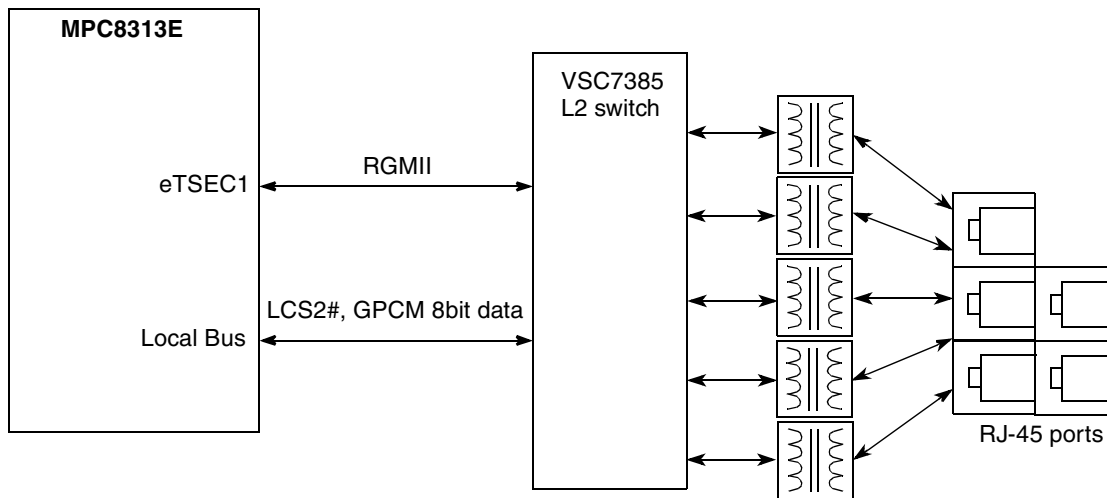 MPC8313E
VSC7385
L2 switch
RGMII
eTSEC1
LCS2#, GPCM 8bit data
Local Bus
RJ-45 ports